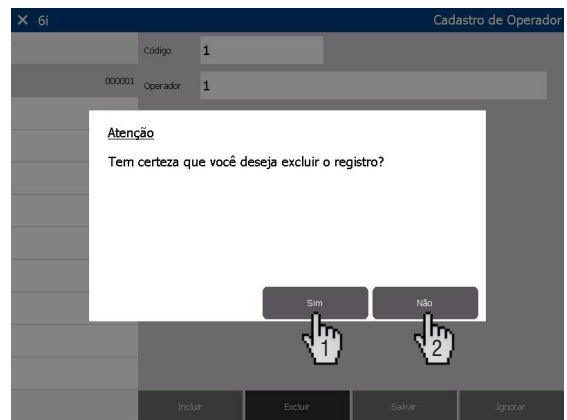 ✕ 6i Cadastro de Operador
Código 1
000001 Operador 1
Atenção
Tem certeza que você deseja excluir o registro?
Sim Não
1 2
Incluir Excluir Salvar Ignorar